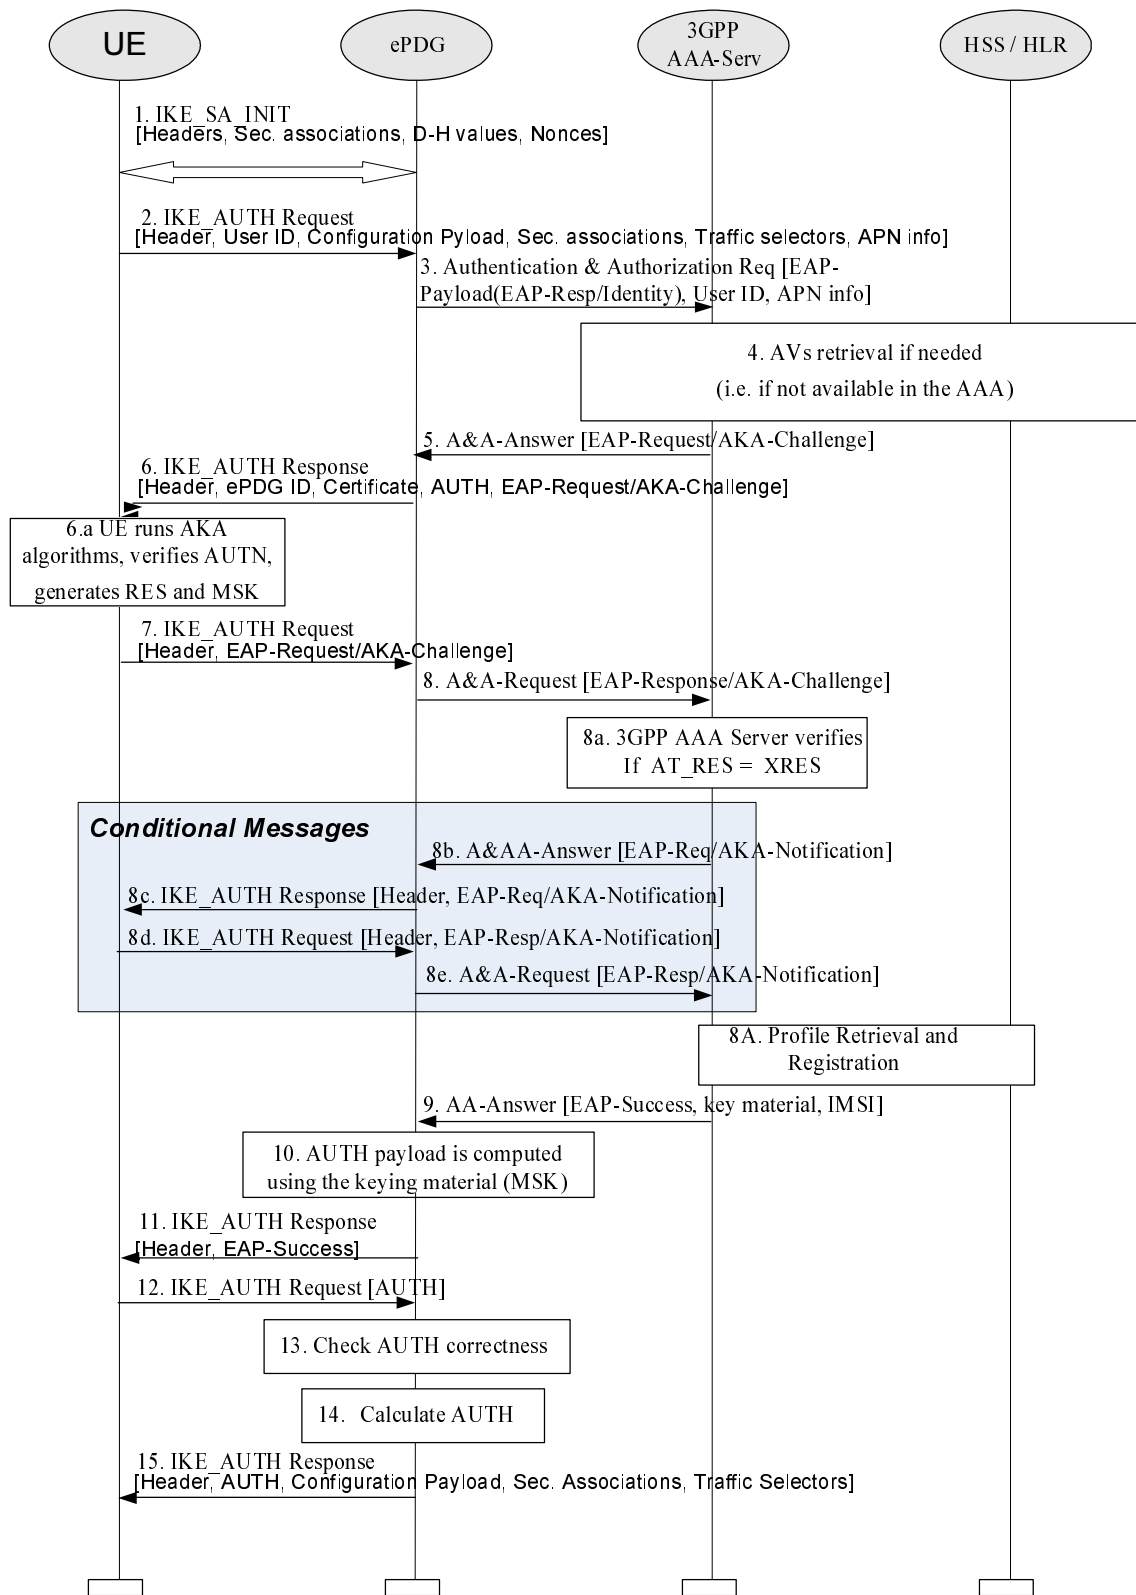 UE
ePDG
3GPP
AAA-Serv
HSS / HLR
1. IKE_SA_INIT
[Headers, Sec. associations, D-H values, Nonces]
2. IKE_AUTH Request
[Header, User ID, Configuration Pyload, Sec. associations, Traffic selectors, APN info]
3. Authentication & Authorization Req [EAP-
Payload(EAP-Resp/Identity), User ID, APN info]
4. AVs retrieval if needed
(i.e. if not available in the AAA)
5. A&A-Answer [EAP-Request/AKA-Challenge]
6. IKE_AUTH Response
[Header, ePDG ID, Certificate, AUTH, EAP-Request/AKA-Challenge]
6.a UE runs AKA
algorithms, verifies AUTN,
generates RES and MSK
7. IKE_AUTH Request
[Header, EAP-Request/AKA-Challenge]
8. A&A-Request [EAP-Response/AKA-Challenge]
8a. 3GPP AAA Server verifies
If AT_RES = XRES
Conditional Messages
8b. A&AA-Answer [EAP-Req/AKA-Notification]
8c. IKE_AUTH Response [Header, EAP-Req/AKA-Notification]
8d. IKE_AUTH Request [Header, EAP-Resp/AKA-Notification]
8e. A&A-Request [EAP-Resp/AKA-Notification]
8A. Profile Retrieval and
Registration
9. AA-Answer [EAP-Success, key material, IMSI]
10. AUTH payload is computed
using the keying material (MSK)
11. IKE_AUTH Response
[Header, EAP-Success]
12. IKE_AUTH Request [AUTH]
13. Check AUTH correctness
14. Calculate AUTH
15. IKE_AUTH Response
[Header, AUTH, Configuration Payload, Sec. Associations, Traffic Selectors]